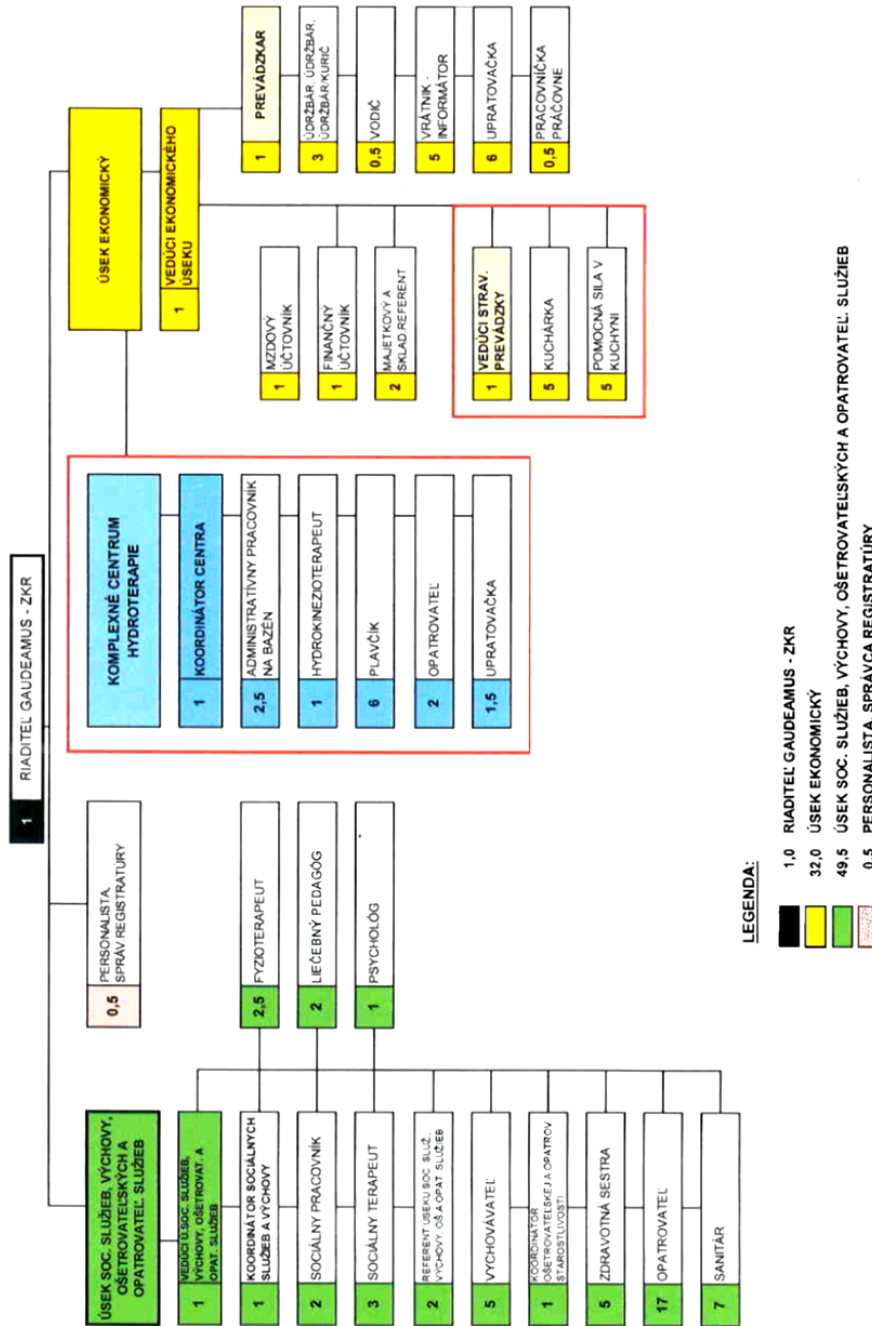 1 RIADITEĽ GAUDEAMUS - ZKR
ÚSEK SOC. SLUŽIEB, VÝCHOVY,
OŠETROVATEĽSKÝCH A
OPATROVATEĽ. SLUŽIEB
1
VEDÚCI Ú.SOC. SLUŽIEB,
VÝCHOVY, OŠETROVAT. A
OPAT. SLUŽIEB
1
KOORDINÁTOR SOCIÁLNYCH
SLUŽIEB A VÝCHOVY
2 SOCIÁLNY PRACOVNÍK
3 SOCIÁLNY TERAPEUT
2
REFERENT ÚSEKU SOC. SLUŽ.,
VÝCHOVY, OŠ A OPAT. SLUŽIEB
5 VYCHOVÁVATEĽ
1
KOORDINÁTOR
OŠETROVATEĽSKEJ A OPATROV
STAROSTLIVOSTI
5 ZDRAVOTNÁ SESTRA
17 OPATROVATEĽ
7 SANITÁR
0,5
PERSONALISTA,
SPRÁV.REGISTRATÚRY
2,5 FYZIOTERAPEUT
2 LIEČEBNÝ PEDAGÓG
1 PSYCHOLÓG
KOMPLEXNÉ CENTRUM
HYDROTERAPIE
1 KOORDINÁTOR CENTRA
2,5
ADMINISTRATÍVNY PRACOVNÍK
NA BAZÉN
1 HYDROKINEZIOTERAPEUT
6 PLAVČÍK
2 OPATROVATEĽ
1,5 UPRATOVAČKA
ÚSEK EKONOMICKÝ
1
VEDÚCI EKONOMICKÉHO
ÚSEKU
1
MZDOVÝ
ÚČTOVNÍK
1
FINANČNÝ
ÚČTOVNÍK
2
MAJETKOVÝ A
SKLAD.REFERENT
1
VEDÚCI STRAV.
PREVÁDZKY
5 KUCHÁRKA
5
POMOCNÁ SILA V
KUCHYNI
1 PREVÁDZKAR
3
ÚDRŽBÁR, ÚDRŽBÁR,
ÚDRŽBÁR/KURIČ
0,5 VODIČ
5
VRÁTNIK -
INFORMÁTOR
6 UPRATOVAČKA
0,5
PRACOVNÍČKA
PRÁČOVNE
LEGENDA:
1,0 RIADITEĽ GAUDEAMUS - ZKR
32,0 ÚSEK EKONOMICKÝ
49,5 ÚSEK SOC. SLUŽIEB, VÝCHOVY, OŠETROVATEĽSKÝCH A OPATROVATEĽ. SLUŽIEB
0,5 PERSONALISTA, SPRÁVCA REGISTRATÚRY